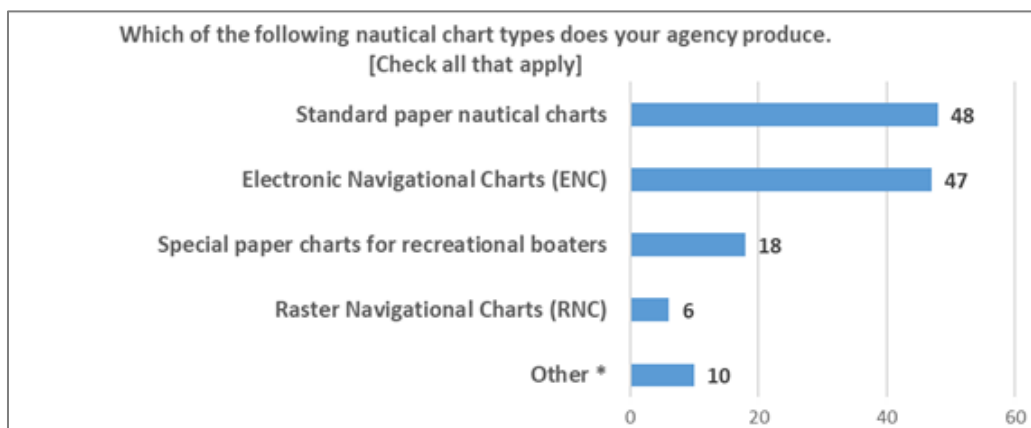 Which of the following nautical chart types does your agency produce.
[Check all that apply]
Standard paper nautical charts 48
Electronic Navigational Charts (ENC) 47
Special paper charts for recreational boaters 18
Raster Navigational Charts (RNC) 6
Other * 10
0 20 40 60